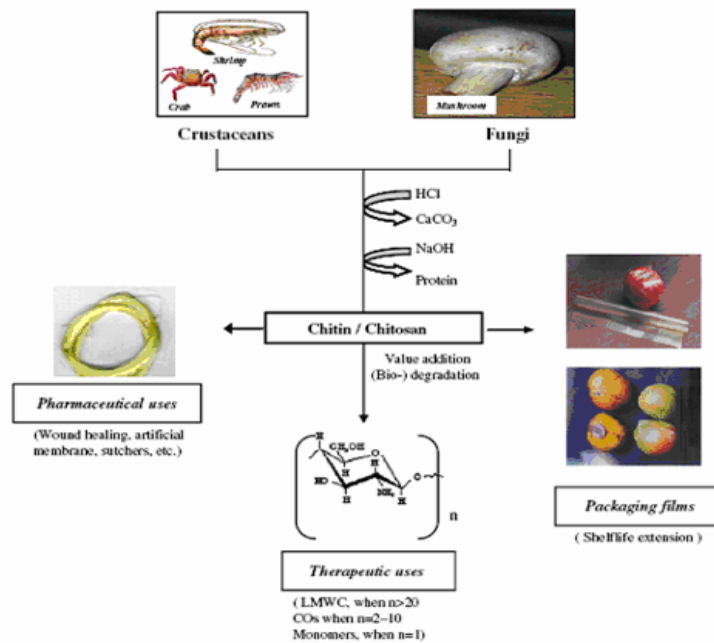 Shrimp
Crab
Prawn
Mushroom
Crustaceans
Fungi
HCl
CaCO₃
NaOH
Protein
Chitin / Chitosan
Value addition
(Bio-) degradation
Pharmaceutical uses
(Wound healing, artificial
membrane, sutchers, etc.)
H
CH₂OH
O
H
HO
H
H
NH₂
O
n
Packaging films
( Shelflife extension )
Therapeutic uses
( LMWC, when n>20
COs when n=2–10
Monomers, when n=1)